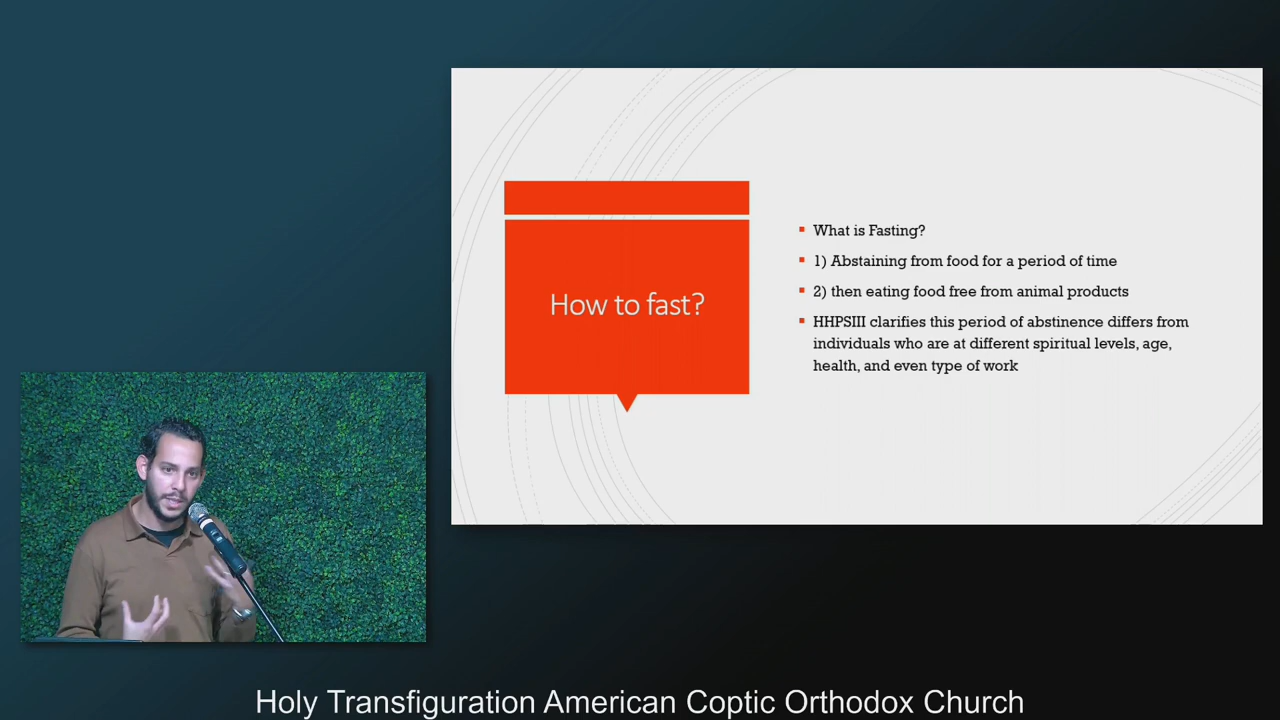 How to fast?
What is Fasting?
1) Abstaining from food for a period of time
2) then eating food free from animal products
HHPSIII clarifies this period of abstinence differs from
individuals who are at different spiritual levels, age,
health, and even type of work
Holy Transfiguration American Coptic Orthodox Church